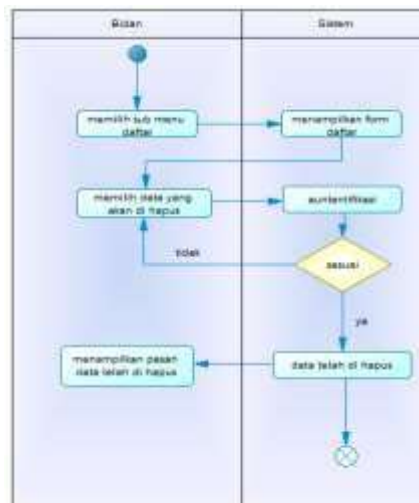 Bidan
Sistem
memilih sub menu
daftar
menampilkan form
daftar
memilih data yang
akan di hapus
auntentifikasi
tidak
sesuai
ya
menampilkan pesan
data telah di hapus
data telah di hapus